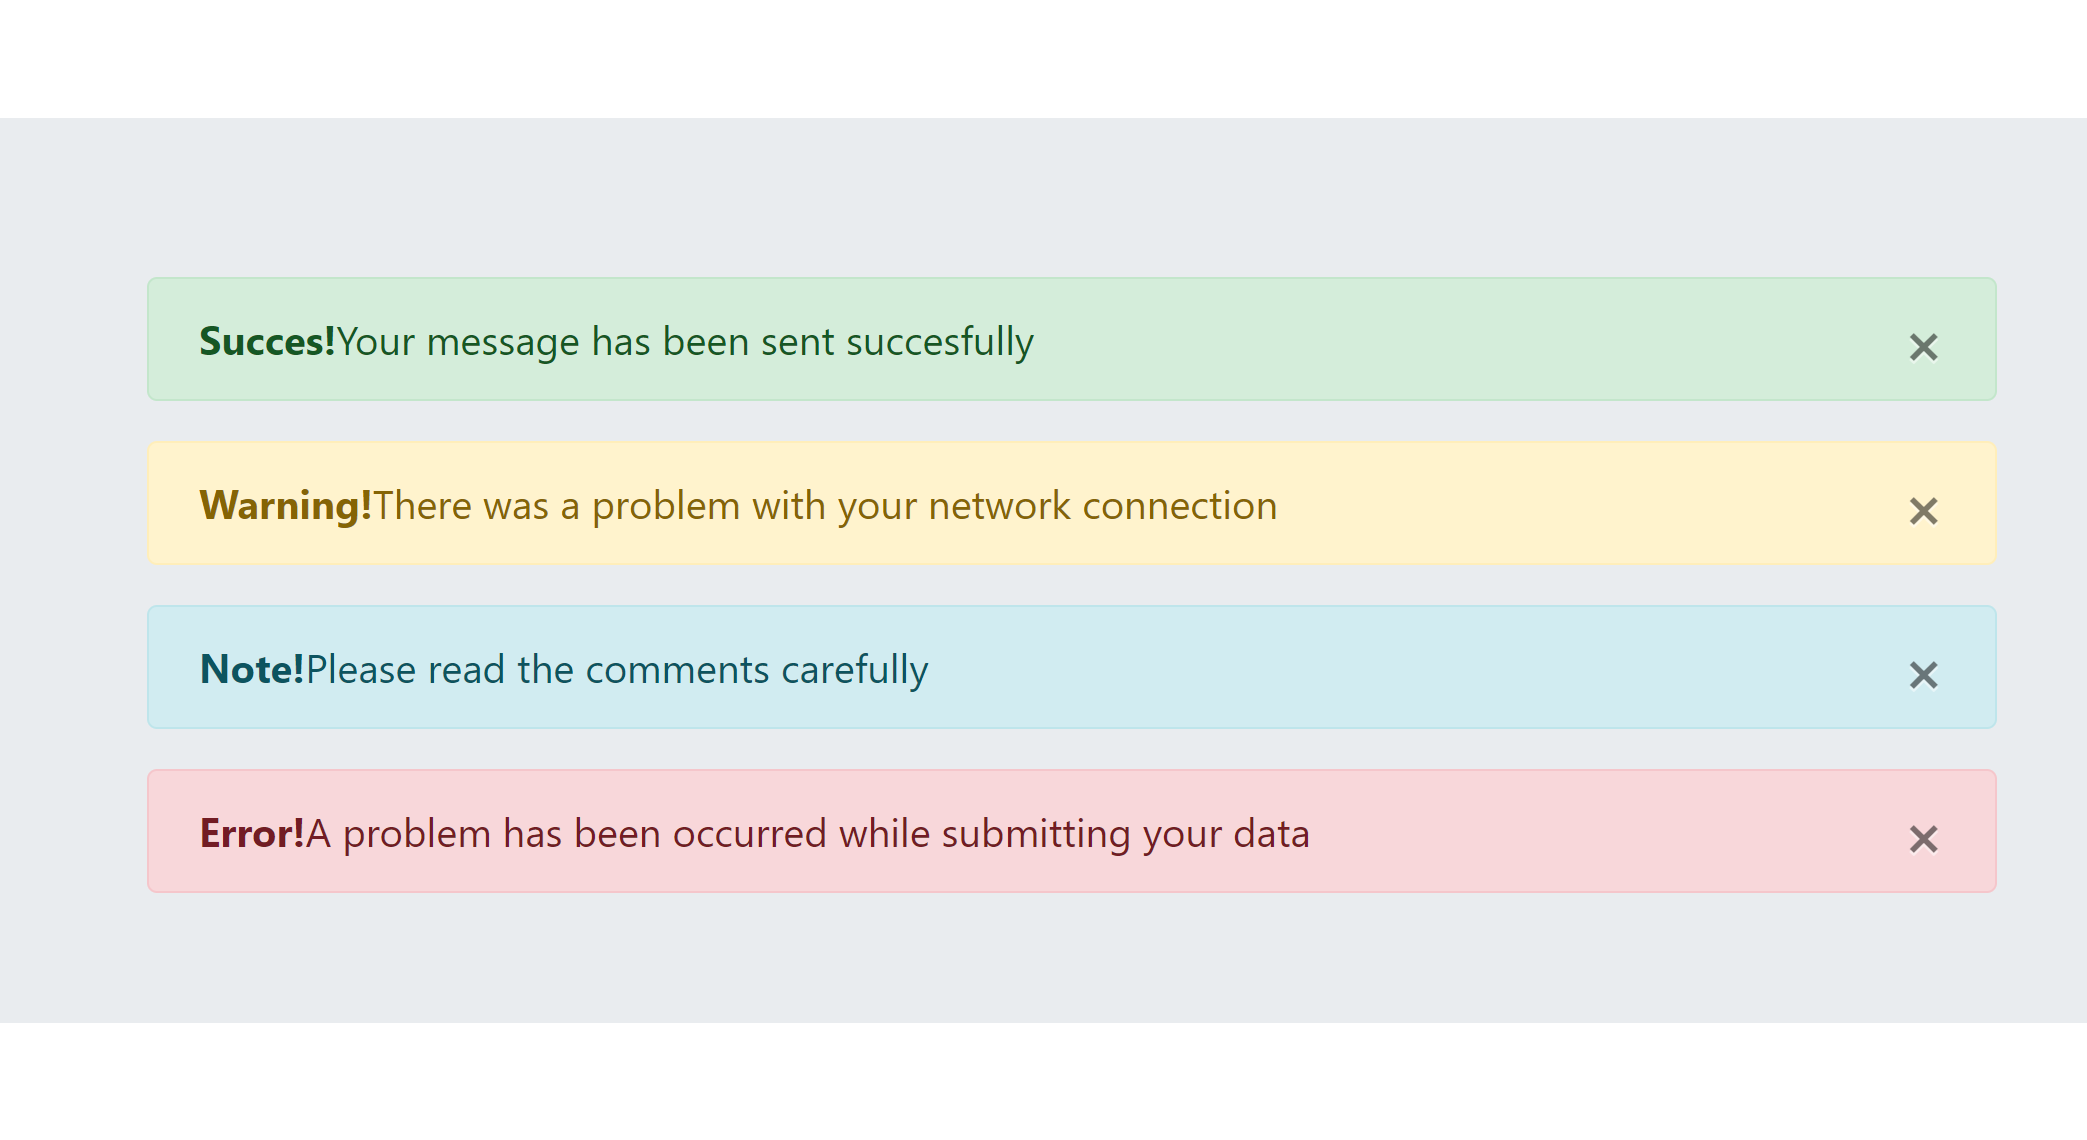 Succes!Your message has been sent succesfully ×
Warning!There was a problem with your network connection ×
Note!Please read the comments carefully ×
Error!A problem has been occurred while submitting your data ×